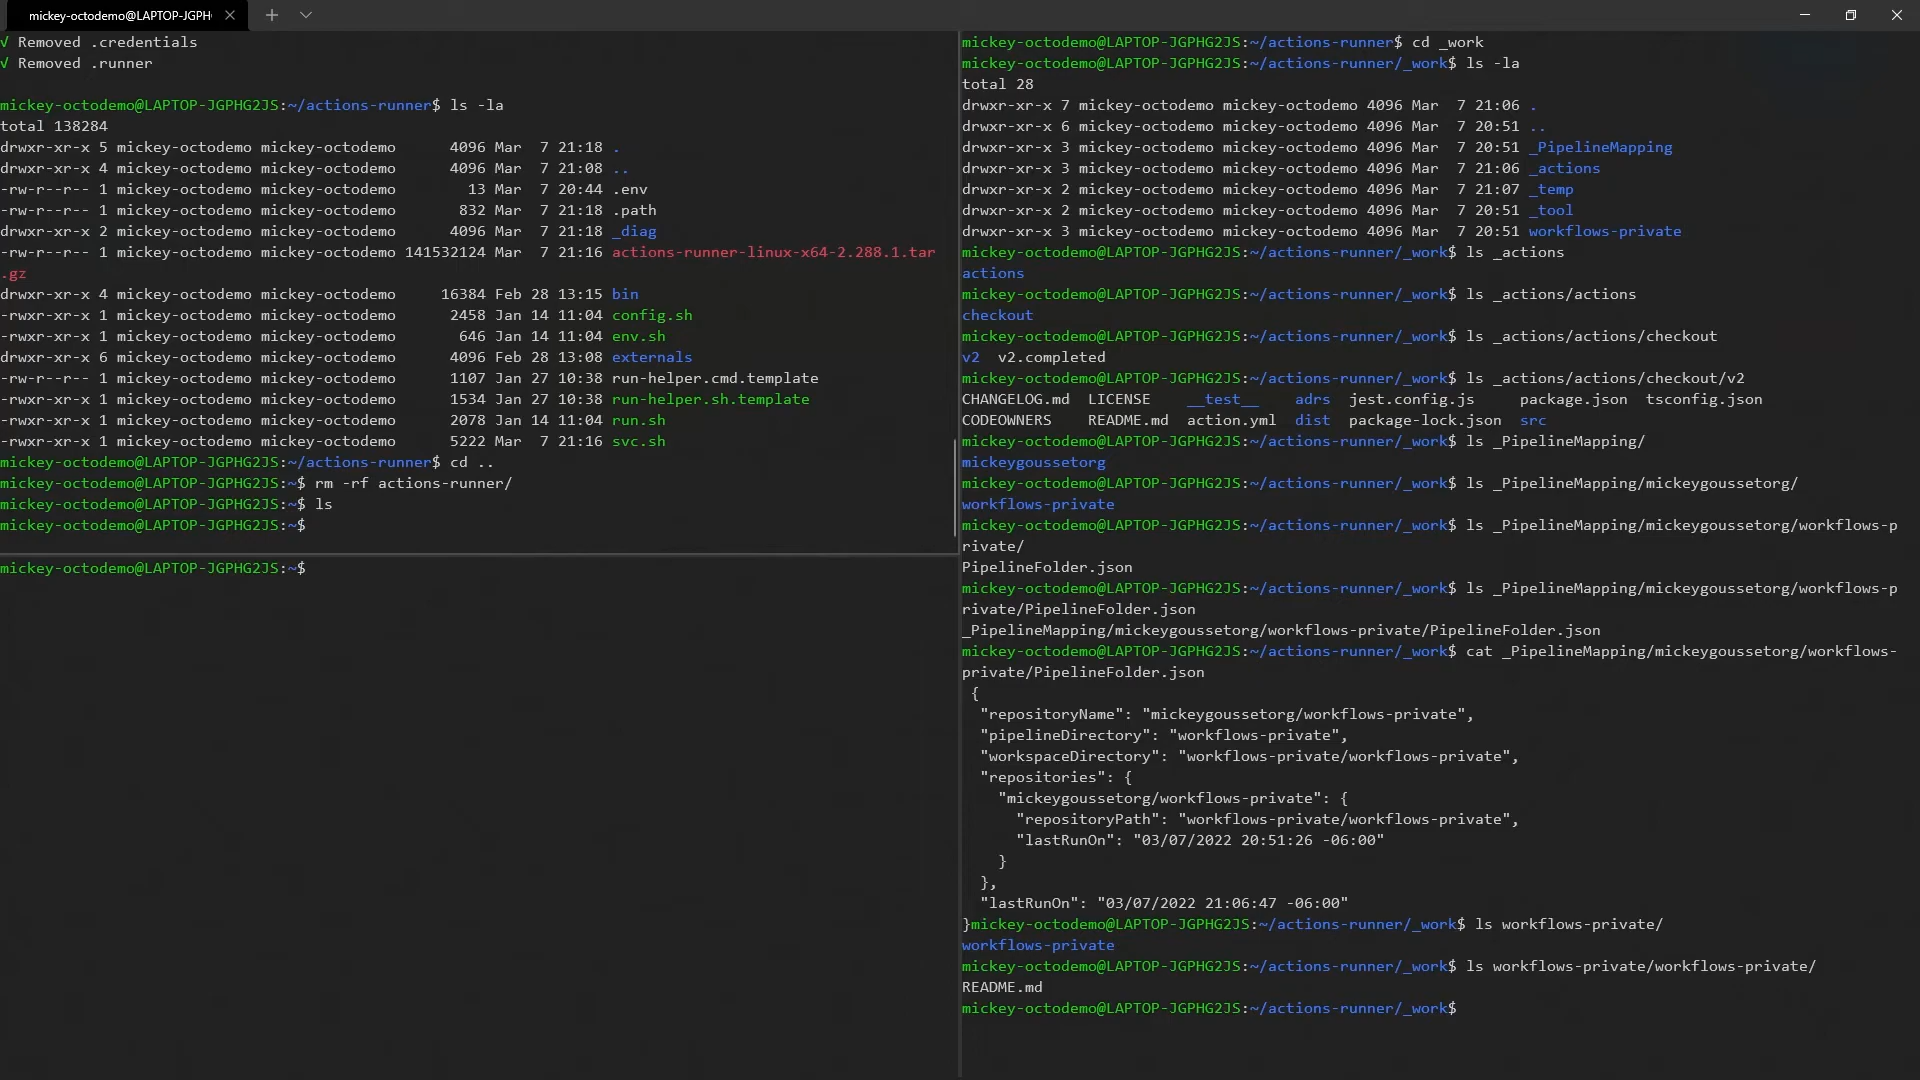 mickey-octodemo@LAPTOP-JGPH
√ Removed .credentials
√ Removed .runner
mickey-octodemo@LAPTOP-JGPHG2JS:~/actions-runner$ ls -la
total 138284
drwxr-xr-x 5 mickey-octodemo mickey-octodemo      4096 Mar  7 21:18 .
drwxr-xr-x 4 mickey-octodemo mickey-octodemo      4096 Mar  7 21:08 ..
-rw-r--r-- 1 mickey-octodemo mickey-octodemo        13 Mar  7 20:44 .env
-rw-r--r-- 1 mickey-octodemo mickey-octodemo       832 Mar  7 21:18 .path
drwxr-xr-x 2 mickey-octodemo mickey-octodemo      4096 Mar  7 21:18 _diag
-rw-r--r-- 1 mickey-octodemo mickey-octodemo 141532124 Mar  7 21:16 actions-runner-linux-x64-2.288.1.tar
.gz
drwxr-xr-x 4 mickey-octodemo mickey-octodemo     16384 Feb 28 13:15 bin
-rwxr-xr-x 1 mickey-octodemo mickey-octodemo      2458 Jan 14 11:04 config.sh
-rwxr-xr-x 1 mickey-octodemo mickey-octodemo       646 Jan 14 11:04 env.sh
drwxr-xr-x 6 mickey-octodemo mickey-octodemo      4096 Feb 28 13:08 externals
-rw-r--r-- 1 mickey-octodemo mickey-octodemo      1107 Jan 27 10:38 run-helper.cmd.template
-rwxr-xr-x 1 mickey-octodemo mickey-octodemo      1534 Jan 27 10:38 run-helper.sh.template
-rwxr-xr-x 1 mickey-octodemo mickey-octodemo      2078 Jan 14 11:04 run.sh
-rwxr-xr-x 1 mickey-octodemo mickey-octodemo      5222 Mar  7 21:16 svc.sh
mickey-octodemo@LAPTOP-JGPHG2JS:~/actions-runner$ cd ..
mickey-octodemo@LAPTOP-JGPHG2JS:~$ rm -rf actions-runner/
mickey-octodemo@LAPTOP-JGPHG2JS:~$ ls
mickey-octodemo@LAPTOP-JGPHG2JS:~$
mickey-octodemo@LAPTOP-JGPHG2JS:~$
mickey-octodemo@LAPTOP-JGPHG2JS:~/actions-runner$ cd _work
mickey-octodemo@LAPTOP-JGPHG2JS:~/actions-runner/_work$ ls -la
total 28
drwxr-xr-x 7 mickey-octodemo mickey-octodemo 4096 Mar  7 21:06 .
drwxr-xr-x 6 mickey-octodemo mickey-octodemo 4096 Mar  7 20:51 ..
drwxr-xr-x 3 mickey-octodemo mickey-octodemo 4096 Mar  7 20:51 _PipelineMapping
drwxr-xr-x 3 mickey-octodemo mickey-octodemo 4096 Mar  7 21:06 _actions
drwxr-xr-x 2 mickey-octodemo mickey-octodemo 4096 Mar  7 21:07 _temp
drwxr-xr-x 2 mickey-octodemo mickey-octodemo 4096 Mar  7 20:51 _tool
drwxr-xr-x 3 mickey-octodemo mickey-octodemo 4096 Mar  7 20:51 workflows-private
mickey-octodemo@LAPTOP-JGPHG2JS:~/actions-runner/_work$ ls _actions
actions
mickey-octodemo@LAPTOP-JGPHG2JS:~/actions-runner/_work$ ls _actions/actions
checkout
mickey-octodemo@LAPTOP-JGPHG2JS:~/actions-runner/_work$ ls _actions/actions/checkout
v2  v2.completed
mickey-octodemo@LAPTOP-JGPHG2JS:~/actions-runner/_work$ ls _actions/actions/checkout/v2
CHANGELOG.md  LICENSE    __test__   adrs  jest.config.js     package.json  tsconfig.json
CODEOWNERS    README.md  action.yml  dist  package-lock.json  src
mickey-octodemo@LAPTOP-JGPHG2JS:~/actions-runner/_work$ ls _PipelineMapping/
mickeygoussetorg
mickey-octodemo@LAPTOP-JGPHG2JS:~/actions-runner/_work$ ls _PipelineMapping/mickeygoussetorg/
workflows-private
mickey-octodemo@LAPTOP-JGPHG2JS:~/actions-runner/_work$ ls _PipelineMapping/mickeygoussetorg/workflows-p
rivate/
PipelineFolder.json
mickey-octodemo@LAPTOP-JGPHG2JS:~/actions-runner/_work$ ls _PipelineMapping/mickeygoussetorg/workflows-p
rivate/PipelineFolder.json
_PipelineMapping/mickeygoussetorg/workflows-private/PipelineFolder.json
mickey-octodemo@LAPTOP-JGPHG2JS:~/actions-runner/_work$ cat _PipelineMapping/mickeygoussetorg/workflows-
private/PipelineFolder.json
{
  "repositoryName": "mickeygoussetorg/workflows-private",
  "pipelineDirectory": "workflows-private",
  "workspaceDirectory": "workflows-private/workflows-private",
  "repositories": {
    "mickeygoussetorg/workflows-private": {
      "repositoryPath": "workflows-private/workflows-private",
      "lastRunOn": "03/07/2022 20:51:26 -06:00"
    }
  },
  "lastRunOn": "03/07/2022 21:06:47 -06:00"
}mickey-octodemo@LAPTOP-JGPHG2JS:~/actions-runner/_work$ ls workflows-private/
workflows-private
mickey-octodemo@LAPTOP-JGPHG2JS:~/actions-runner/_work$ ls workflows-private/workflows-private/
README.md
mickey-octodemo@LAPTOP-JGPHG2JS:~/actions-runner/_work$